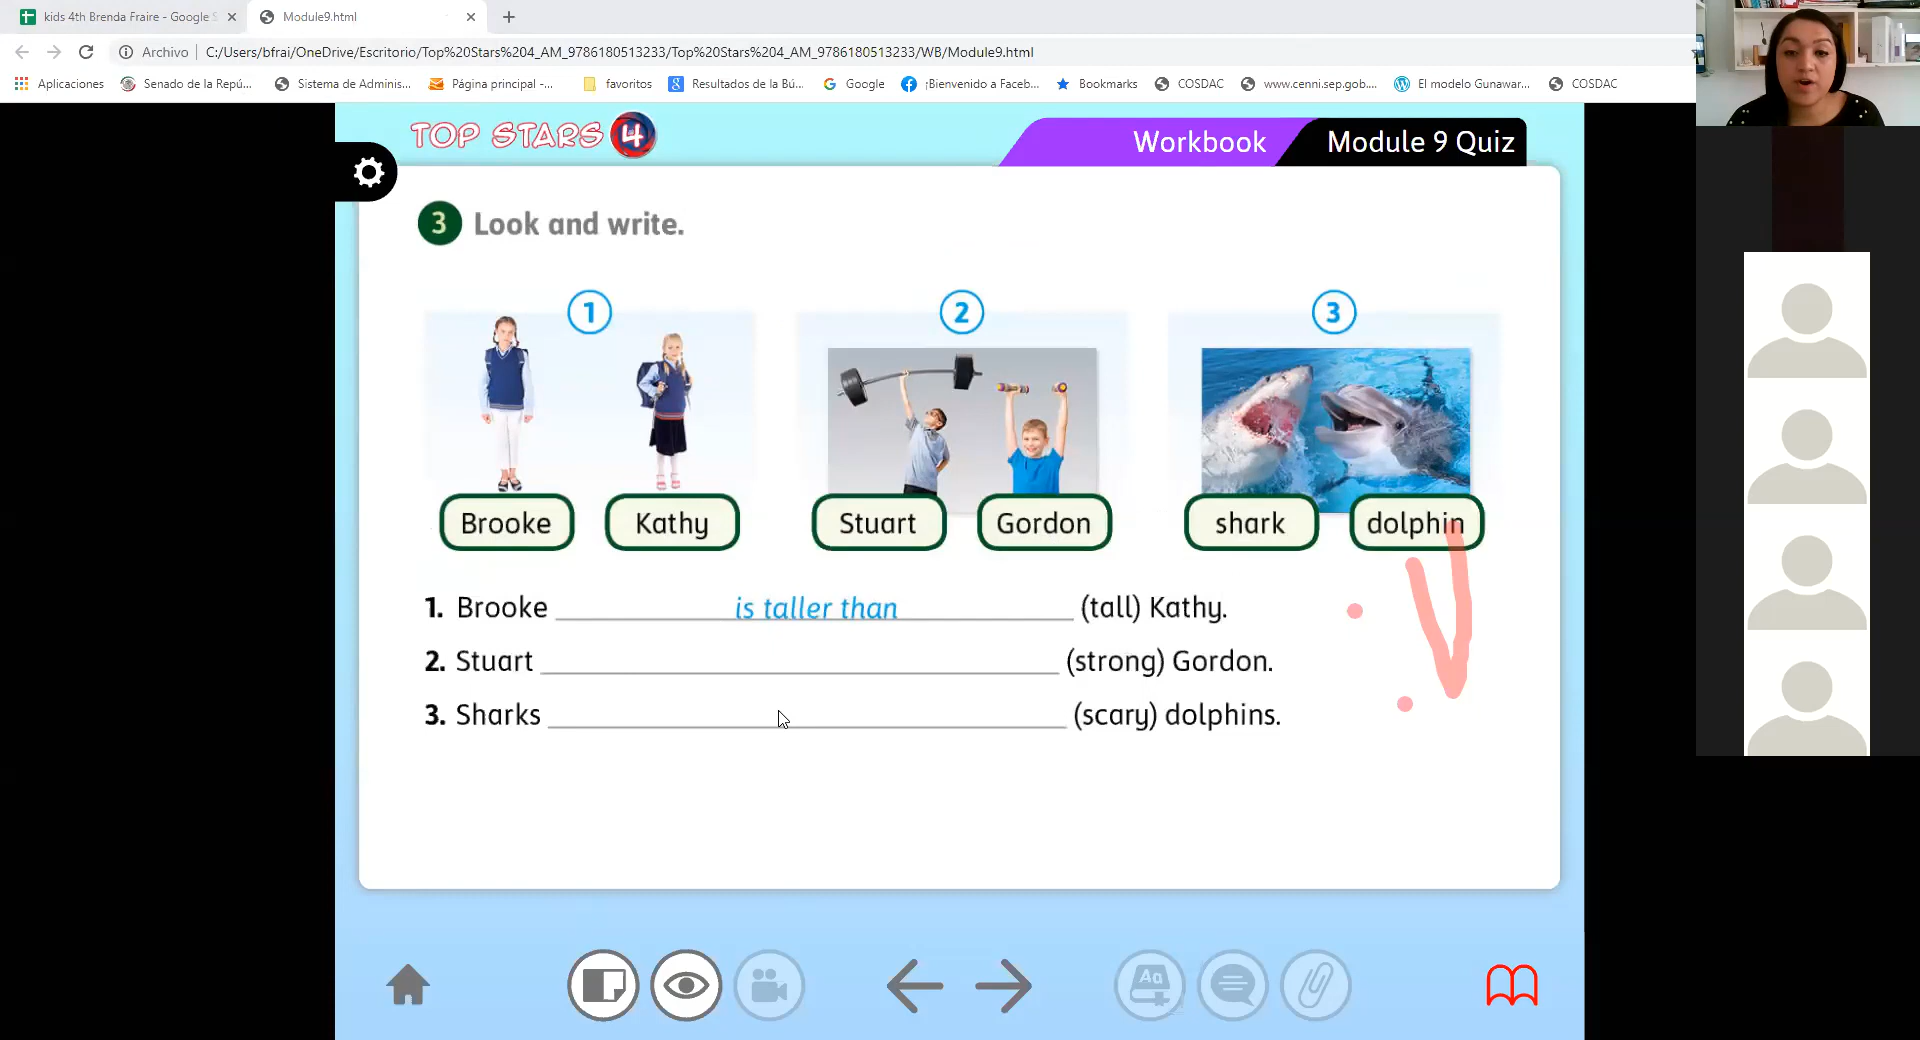 kids 4th Brenda Fraire - Google S
Module9.html
Archivo
C:/Users/bfrai/OneDrive/Escritorio/Top%20Stars%204_AM_9786180513233/Top%20Stars%204_AM_9786180513233/WB/Module9.html
Aplicaciones
Senado de la Repú...
Sistema de Adminis...
Página principal -...
favoritos
Resultados de la Bú...
Google
¡Bienvenido a Faceb...
Bookmarks
COSDAC
www.cenni.sep.gob....
El modelo Gunawar...
COSDAC
TOP STARS 4
Workbook
Module 9 Quiz
3 Look and write.
1
2
3
Brooke
Kathy
Stuart
Gordon
shark
dolphin
1. Brooke is taller than (tall) Kathy.
2. Stuart (strong) Gordon.
3. Sharks (scary) dolphins.
Aa